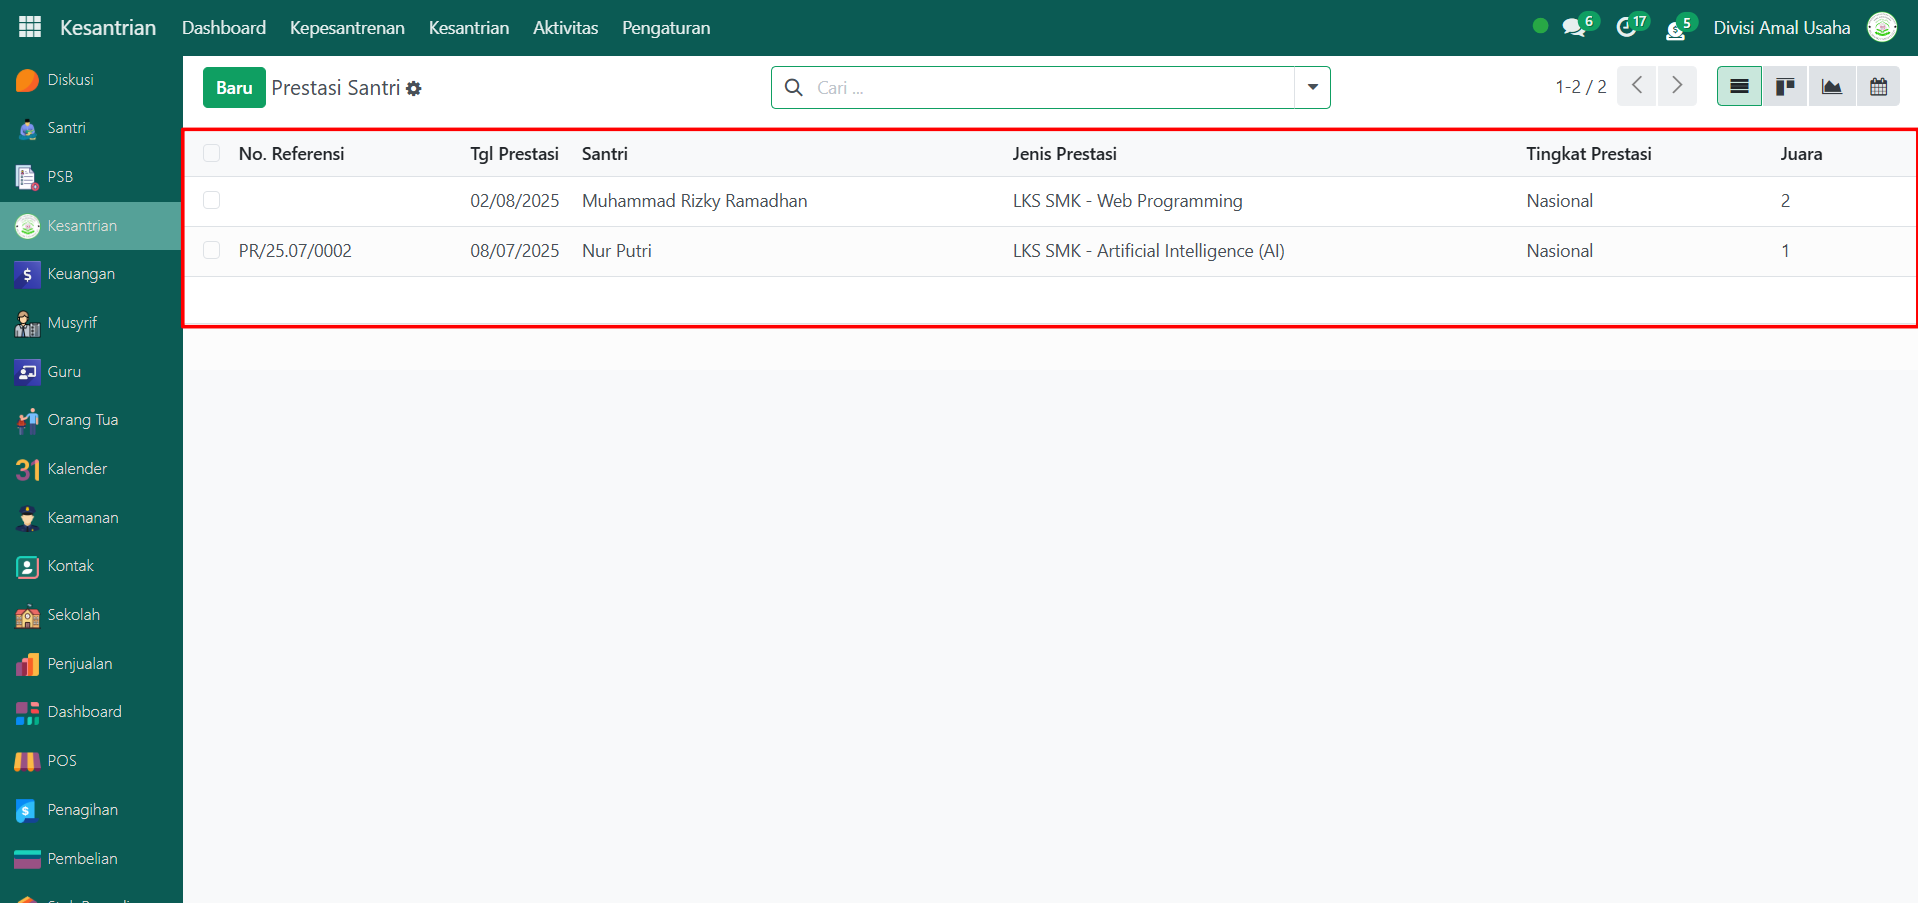 Kesantrian Dashboard Kepesantrenan Kesantrian Aktivitas Pengaturan 6 17 5 Divisi Amal Usaha
Diskusi
Santri
PSB
Kesantrian
Keuangan
Musyrif
Guru
Orang Tua
Kalender
Keamanan
Kontak
Sekolah
Penjualan
Dashboard
POS
Penagihan
Pembelian
Baru Prestasi Santri Cari ... 1-2 / 2
No. Referensi Tgl Prestasi Santri Jenis Prestasi Tingkat Prestasi Juara
02/08/2025 Muhammad Rizky Ramadhan LKS SMK - Web Programming Nasional 2
PR/25.07/0002 08/07/2025 Nur Putri LKS SMK - Artificial Intelligence (AI) Nasional 1